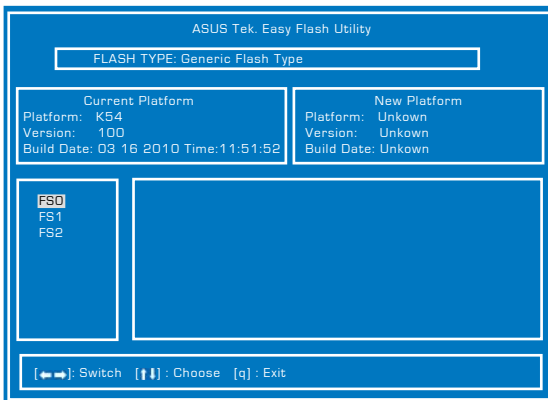 ASUS Tek. Easy Flash Utility
FLASH TYPE: Generic Flash Type
Current Platform
Platform: K54
Version: 100
Build Date: 03 16 2010 Time:11:51:52
New Platform
Platform: Unkown
Version: Unkown
Build Date: Unkown
FS0
FS1
FS2
[←→]: Switch [↑↓] : Choose [q] : Exit